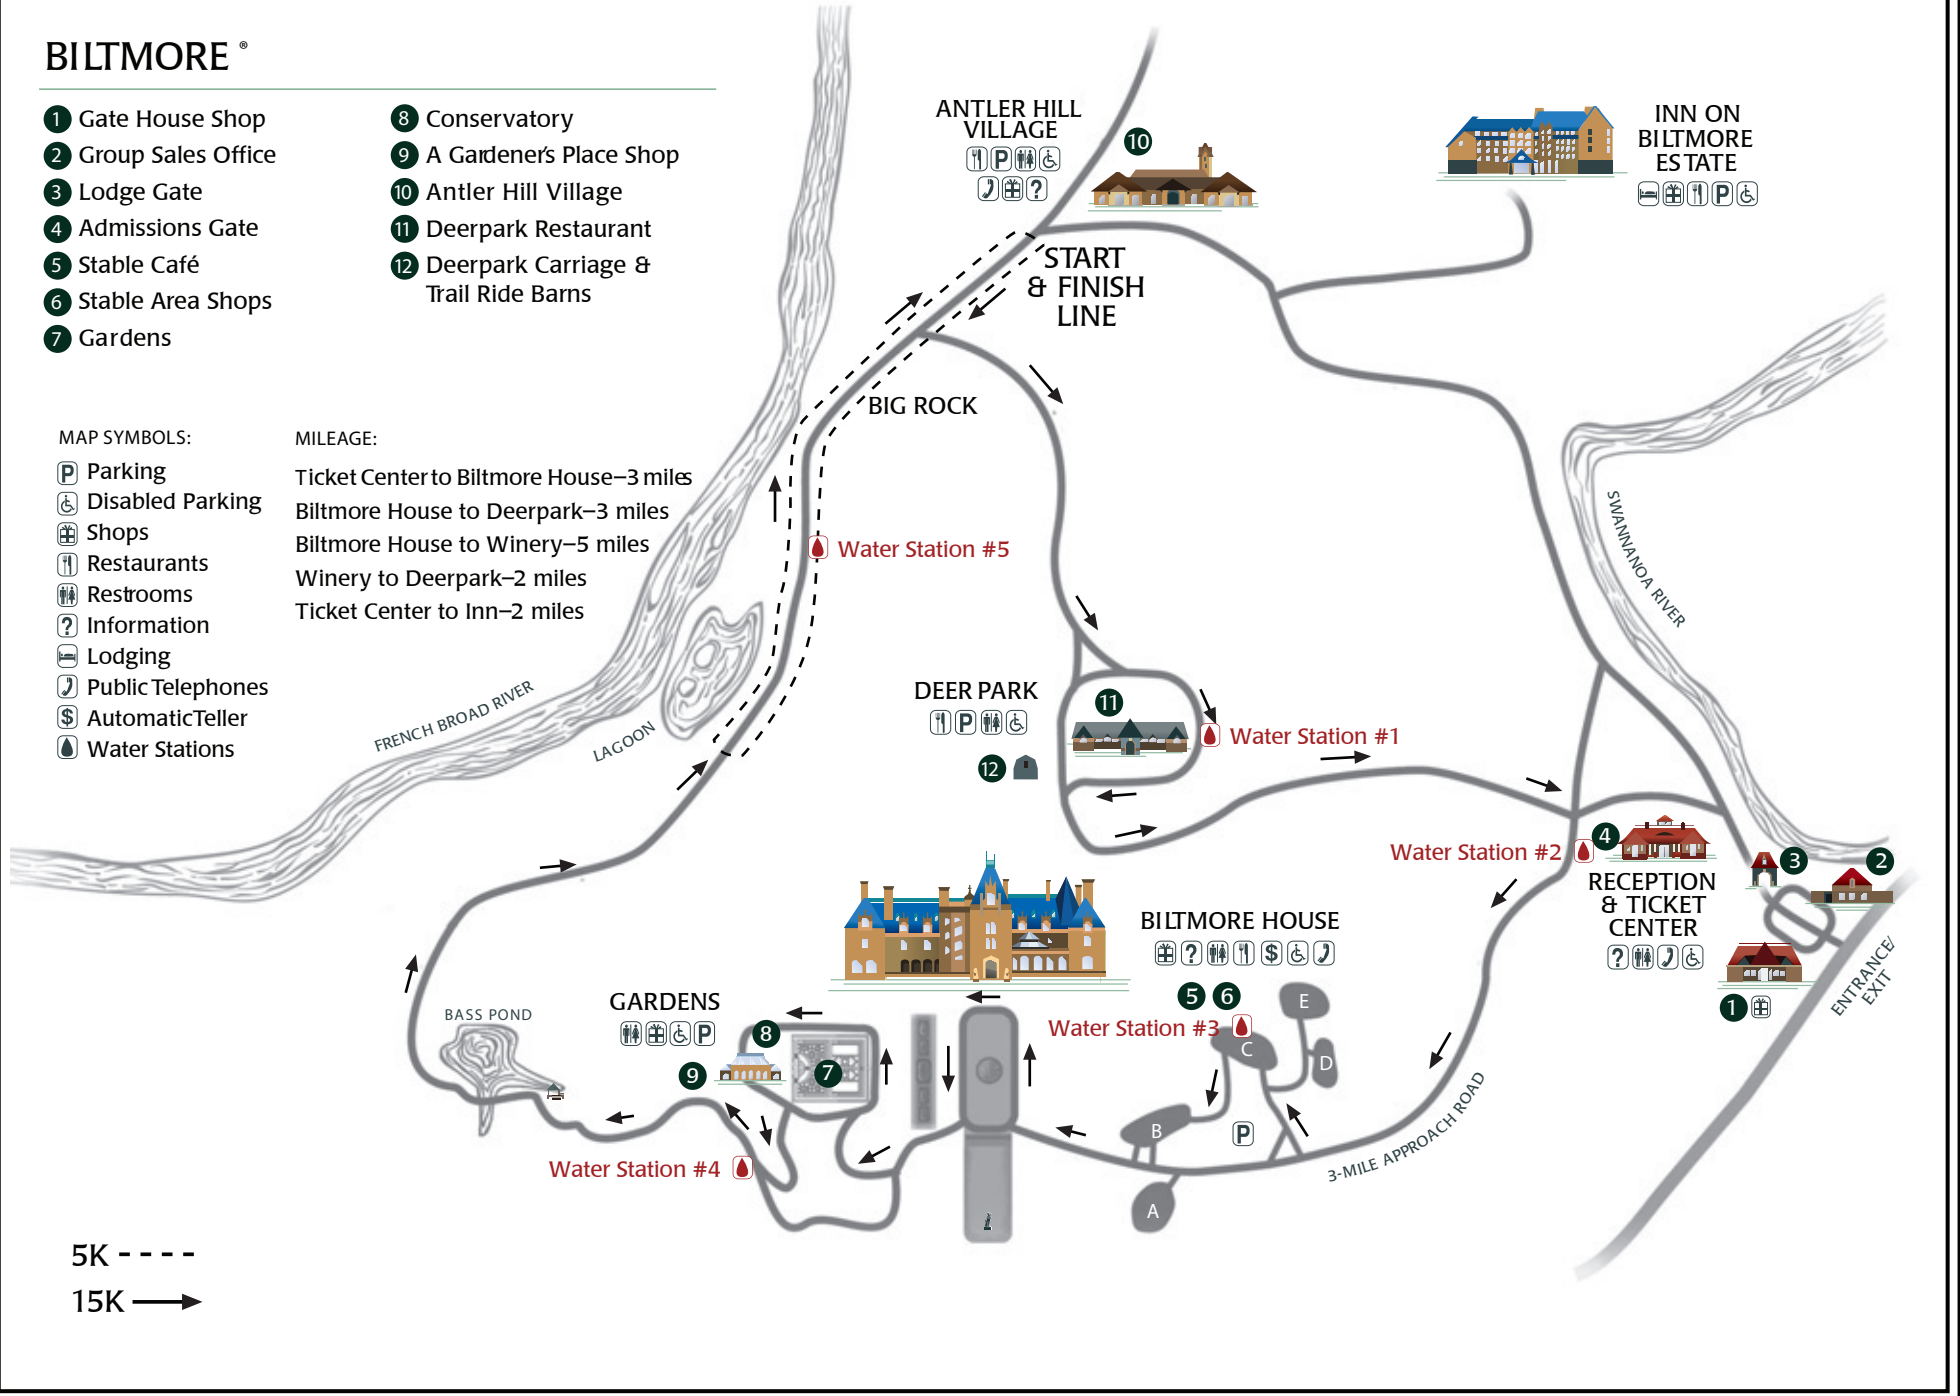 BILTMORE ®
1 Gate House Shop
2 Group Sales Office
3 Lodge Gate
4 Admissions Gate
5 Stable Café
6 Stable Area Shops
7 Gardens
8 Conservatory
9 A Gardener's Place Shop
10 Antler Hill Village
11 Deerpark Restaurant
12 Deerpark Carriage &
Trail Ride Barns
MAP SYMBOLS:
P Parking
Disabled Parking
Shops
Restaurants
Restrooms
? Information
Lodging
Public Telephones
$ Automatic Teller
Water Stations
MILEAGE:
Ticket Center to Biltmore House–3 miles
Biltmore House to Deerpark–3 miles
Biltmore House to Winery–5 miles
Winery to Deerpark–2 miles
Ticket Center to Inn–2 miles
ANTLER HILL
VILLAGE
P
?
10
INN ON
BILTMORE
ESTATE
P
START
& FINISH
LINE
BIG ROCK
Water Station #5
SWANNANOA RIVER
FRENCH BROAD RIVER
LAGOON
DEER PARK
P
11
12
Water Station #1
Water Station #2
4
3
2
RECEPTION
& TICKET
CENTER
?
1
ENTRANCE/
EXIT
BILTMORE HOUSE
? $
5 6
Water Station #3
E
C
D
B
P
A
3-MILE APPROACH ROAD
GARDENS
P
8
7
9
BASS POND
Water Station #4
5K
15K